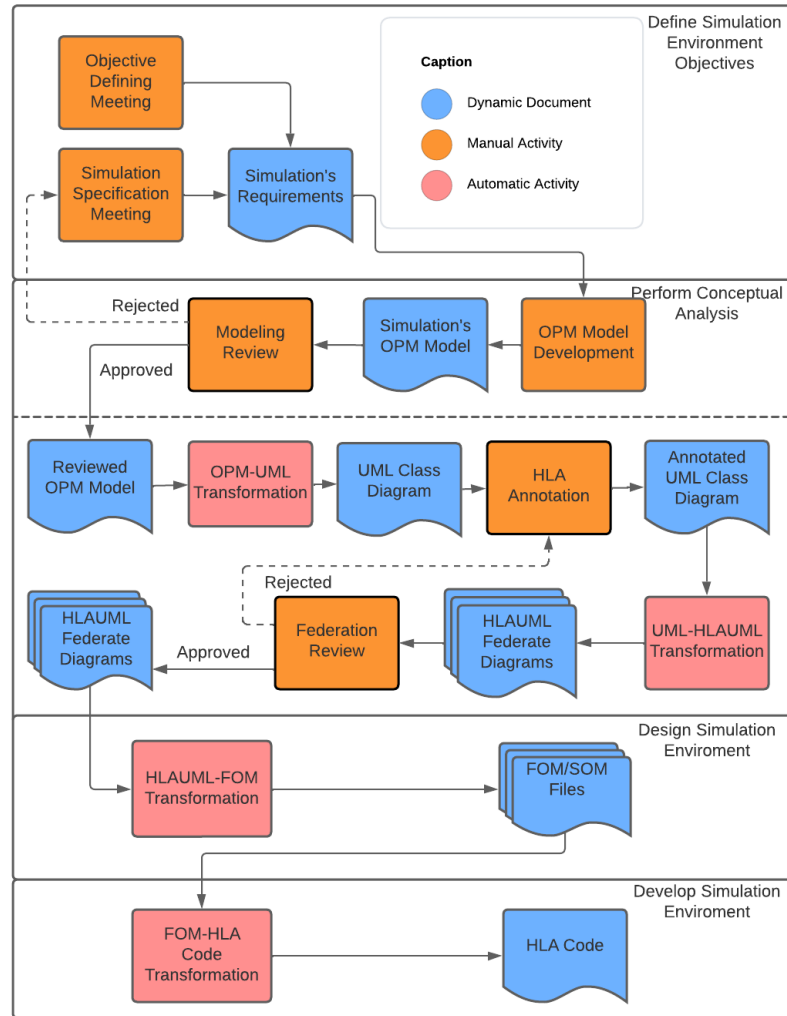 Define Simulation
Environment
Objectives
Objective
Defining
Meeting
Caption
Dynamic Document
Manual Activity
Automatic Activity
Simulation
Specification
Meeting
Simulation's
Requirements
Perform Conceptual
Analysis
Rejected
Modeling
Review
Simulation's
OPM Model
OPM Model
Development
Approved
Reviewed
OPM Model
OPM-UML
Transformation
UML Class
Diagram
HLA
Annotation
Annotated
UML Class
Diagram
Rejected
HLAUML
Federate
Diagrams
Approved
Federation
Review
HLAUML
Federate
Diagrams
UML-HLAUML
Transformation
Design Simulation
Enviroment
HLAUML-FOM
Transformation
FOM/SOM
Files
Develop Simulation
Enviroment
FOM-HLA
Code
Transformation
HLA Code